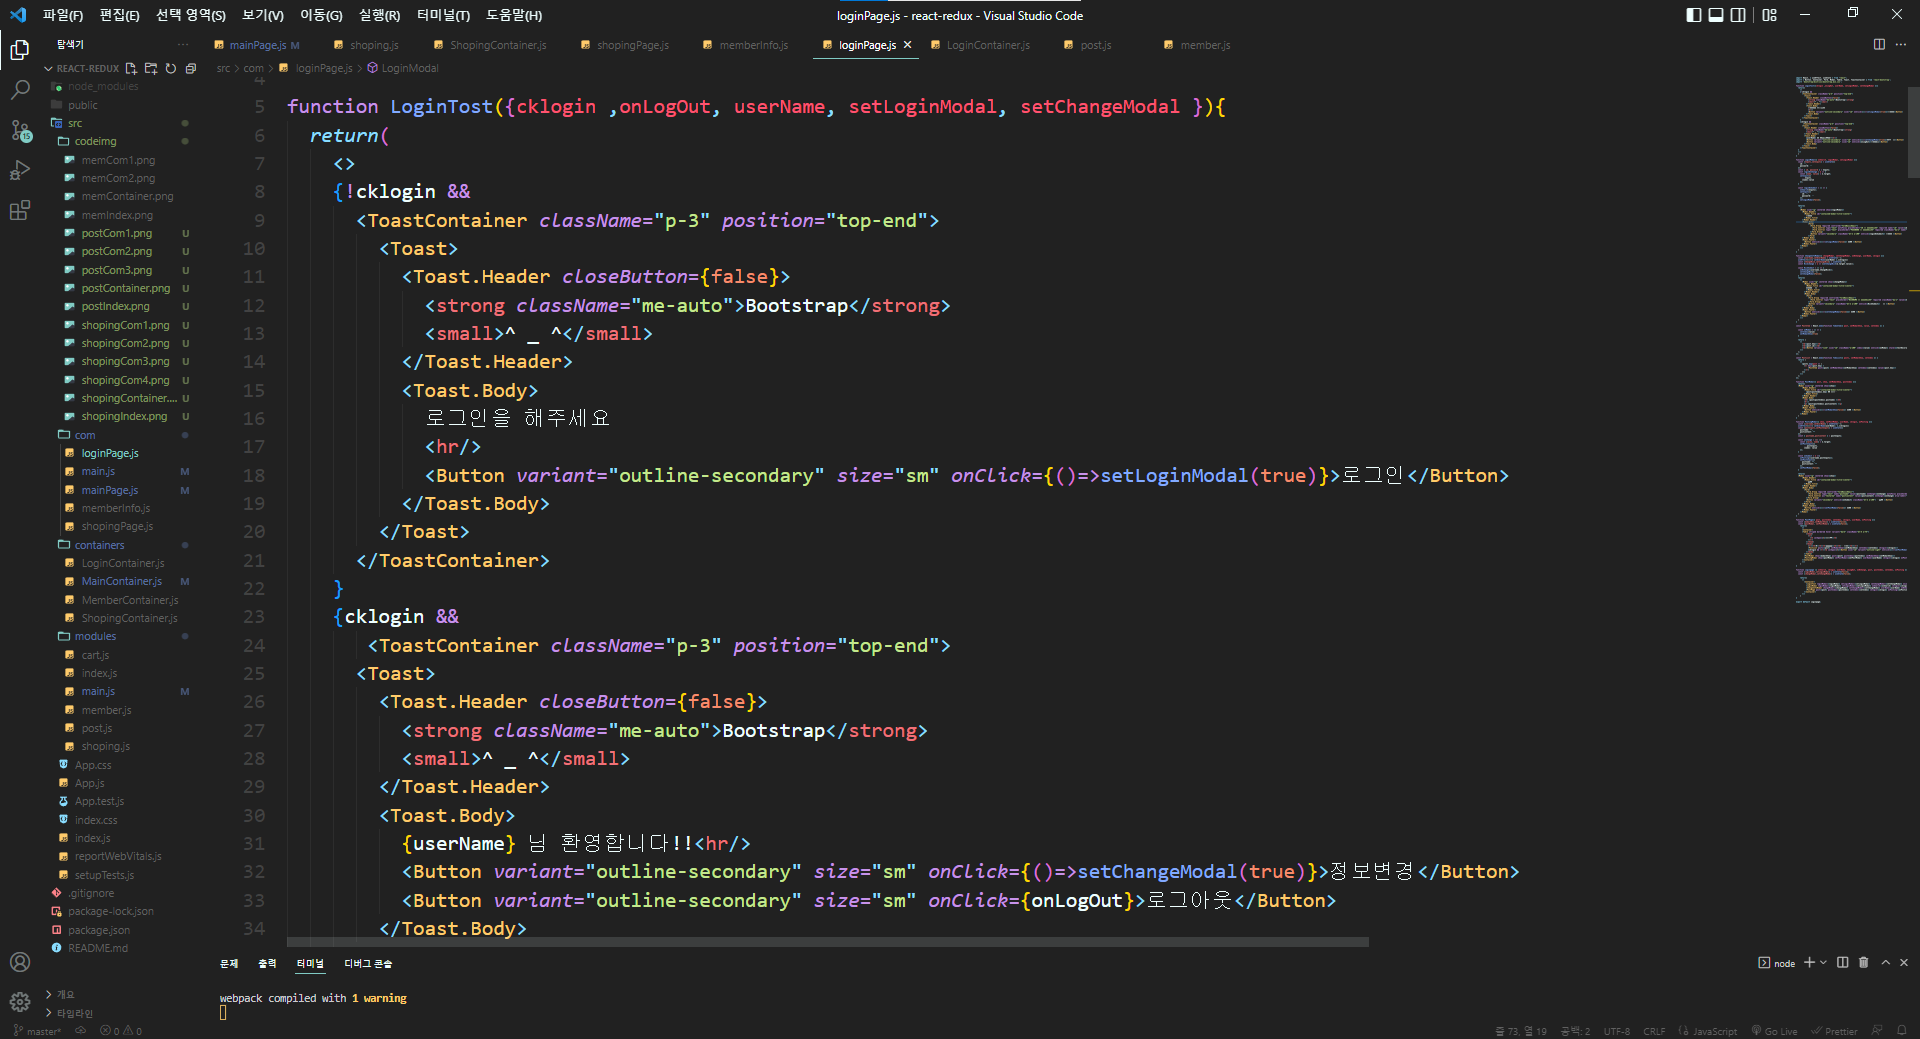 파일(F) 편집(E) 선택 영역(S) 보기(V) 이동(G) 실행(R) 터미널(T) 도움말(H)
loginPage.js - react-redux - Visual Studio Code
탐색기 ···
mainPage.js M shoping.js ShopingContainer.js shopingPage.js memberInfo.js loginPage.js LoginContainer.js post.js member.js
REACT-REDUX
src > com > loginPage.js > LoginModal
node_modules
public
src
codeimg
memCom1.png
memCom2.png
memContainer.png
memIndex.png
postCom1.png U
postCom2.png U
postCom3.png U
postContainer.png U
postIndex.png U
shopingCom1.png U
shopingCom2.png U
shopingCom3.png U
shopingCom4.png U
shopingContainer.... U
shopingIndex.png U
com
loginPage.js
main.js M
mainPage.js M
memberInfo.js
shopingPage.js
containers
LoginContainer.js
MainContainer.js M
MemberContainer.js
ShopingContainer.js
modules
cart.js
index.js
main.js M
member.js
post.js
shoping.js
App.css
App.js
App.test.js
index.css
index.js
reportWebVitals.js
setupTests.js
.gitignore
package-lock.json
package.json
README.md
개요
타임라인
4
5 function LoginTost({cklogin ,onLogOut, userName, setLoginModal, setChangeModal }){
6 return(
7 <>
8 {!cklogin &&
9 <ToastContainer className="p-3" position="top-end">
10 <Toast>
11 <Toast.Header closeButton={false}>
12 <strong className="me-auto">Bootstrap</strong>
13 <small>^ _ ^</small>
14 </Toast.Header>
15 <Toast.Body>
16 로그인을 해주세요
17 <hr/>
18 <Button variant="outline-secondary" size="sm" onClick={()=>setLoginModal(true)}>로그인</Button>
19 </Toast.Body>
20 </Toast>
21 </ToastContainer>
22 }
23 {cklogin &&
24 <ToastContainer className="p-3" position="top-end">
25 <Toast>
26 <Toast.Header closeButton={false}>
27 <strong className="me-auto">Bootstrap</strong>
28 <small>^ _ ^</small>
29 </Toast.Header>
30 <Toast.Body>
31 {userName} 님 환영합니다!!<hr/>
32 <Button variant="outline-secondary" size="sm" onClick={()=>setChangeModal(true)}>정보변경</Button>
33 <Button variant="outline-secondary" size="sm" onClick={onLogOut}>로그아웃</Button>
34 </Toast.Body>
문제 출력 터미널 디버그 콘솔
node
webpack compiled with 1 warning
15
master* 0 0
줄 73, 열 19 공백: 2 UTF-8 CRLF JavaScript Go Live Prettier